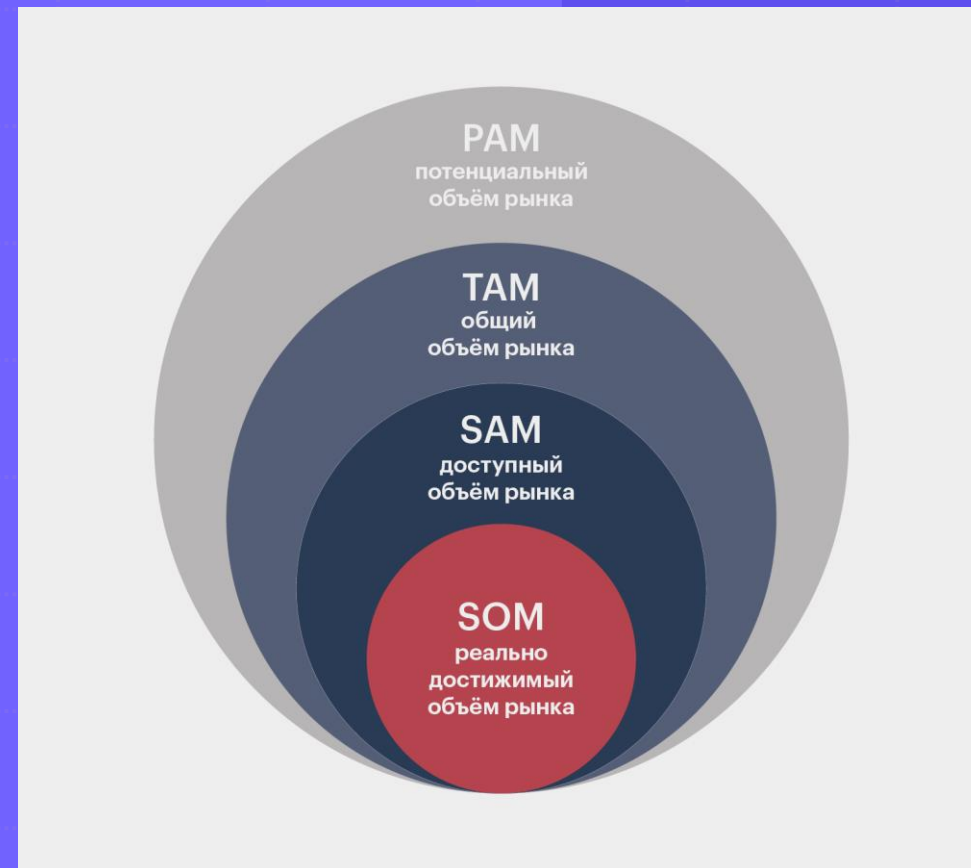 PAM
потенциальный
объём рынка
TAM
общий
объём рынка
SAM
доступный
объём рынка
SOM
реально
достижимый
объём рынка